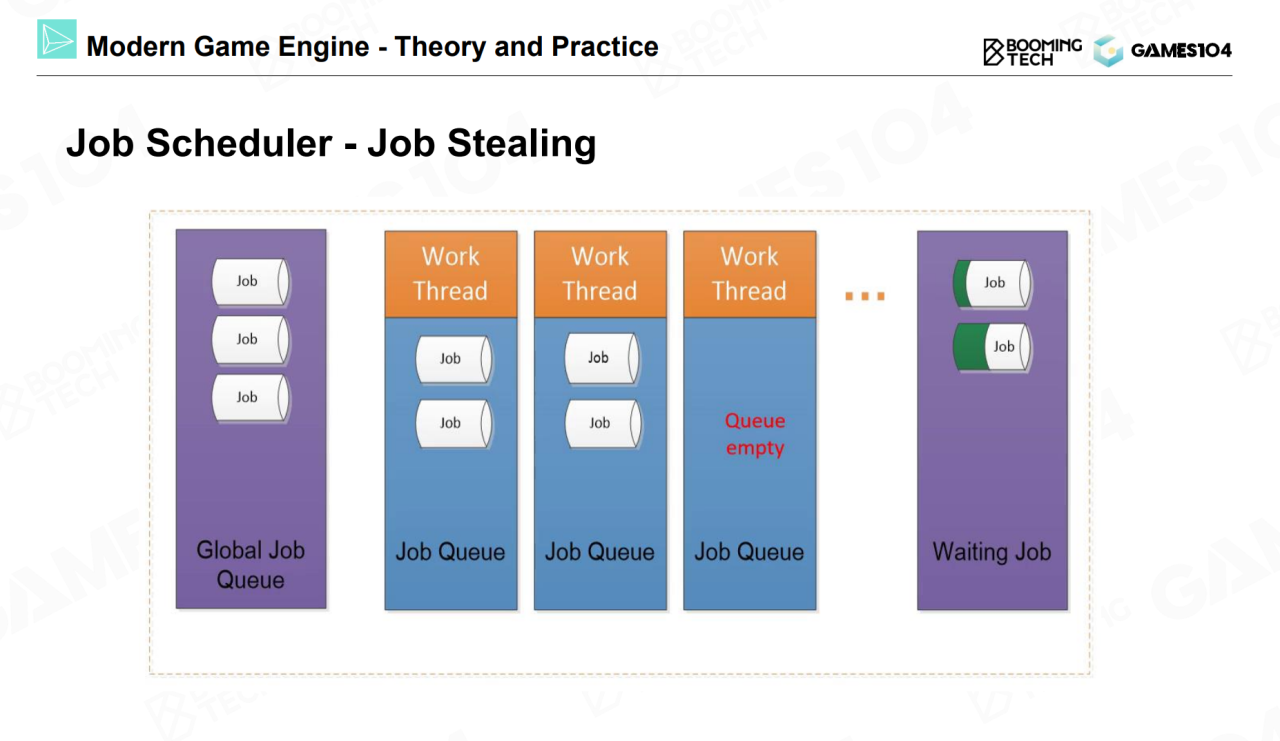 Modern Game Engine - Theory and Practice
BOOMING
TECH
GAMES104
Job Scheduler - Job Stealing
Job
Job
Job
Global Job
Queue
Work
Thread
Job
Job
Job Queue
Work
Thread
Job
Job
Job Queue
Work
Thread
Queue
empty
Job Queue
...
Job
Job
Waiting Job